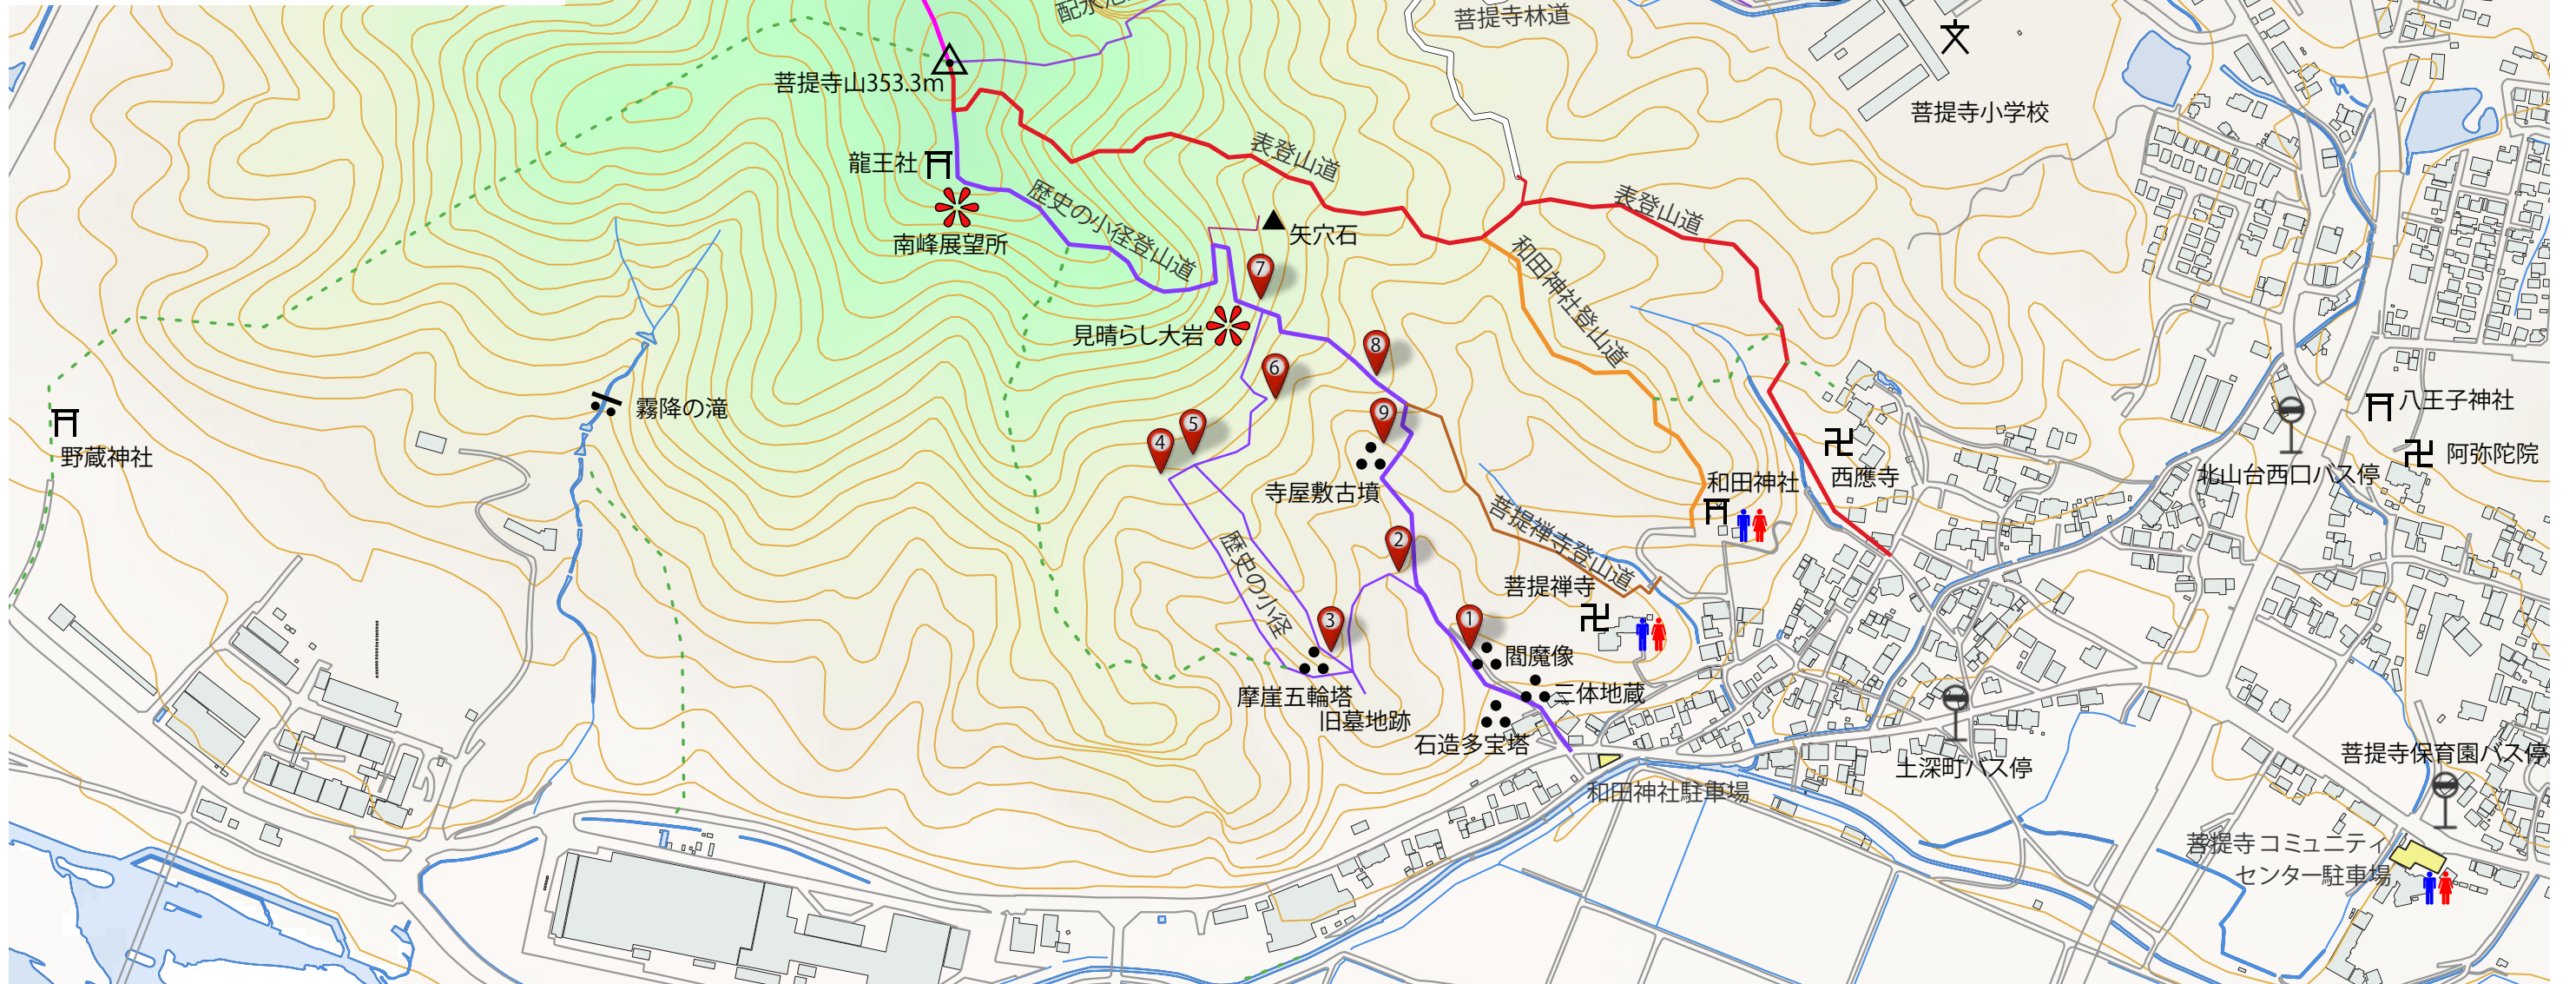 菩提寺林道
菩提寺山353.3m
文
菩提寺小学校
表登山道
龍王社
歴史の小径登山道
表登山道
南峰展望所
矢穴石
和田神社登山道
7
見晴らし大岩
8
6
霧降の滝
八王子神社
9
5
4
野蔵神社
阿弥陀院
北山台西口バス停
西應寺
和田神社
寺屋敷古墳
菩提禅寺登山道
2
歴史の小径
菩提禅寺
3
1
閻魔像
摩崖五輪塔
三体地蔵
旧墓地跡
石造多宝塔
菩提寺保育園バス停
土深町バス停
和田神社駐車場
菩提寺コミュニティ
センター駐車場